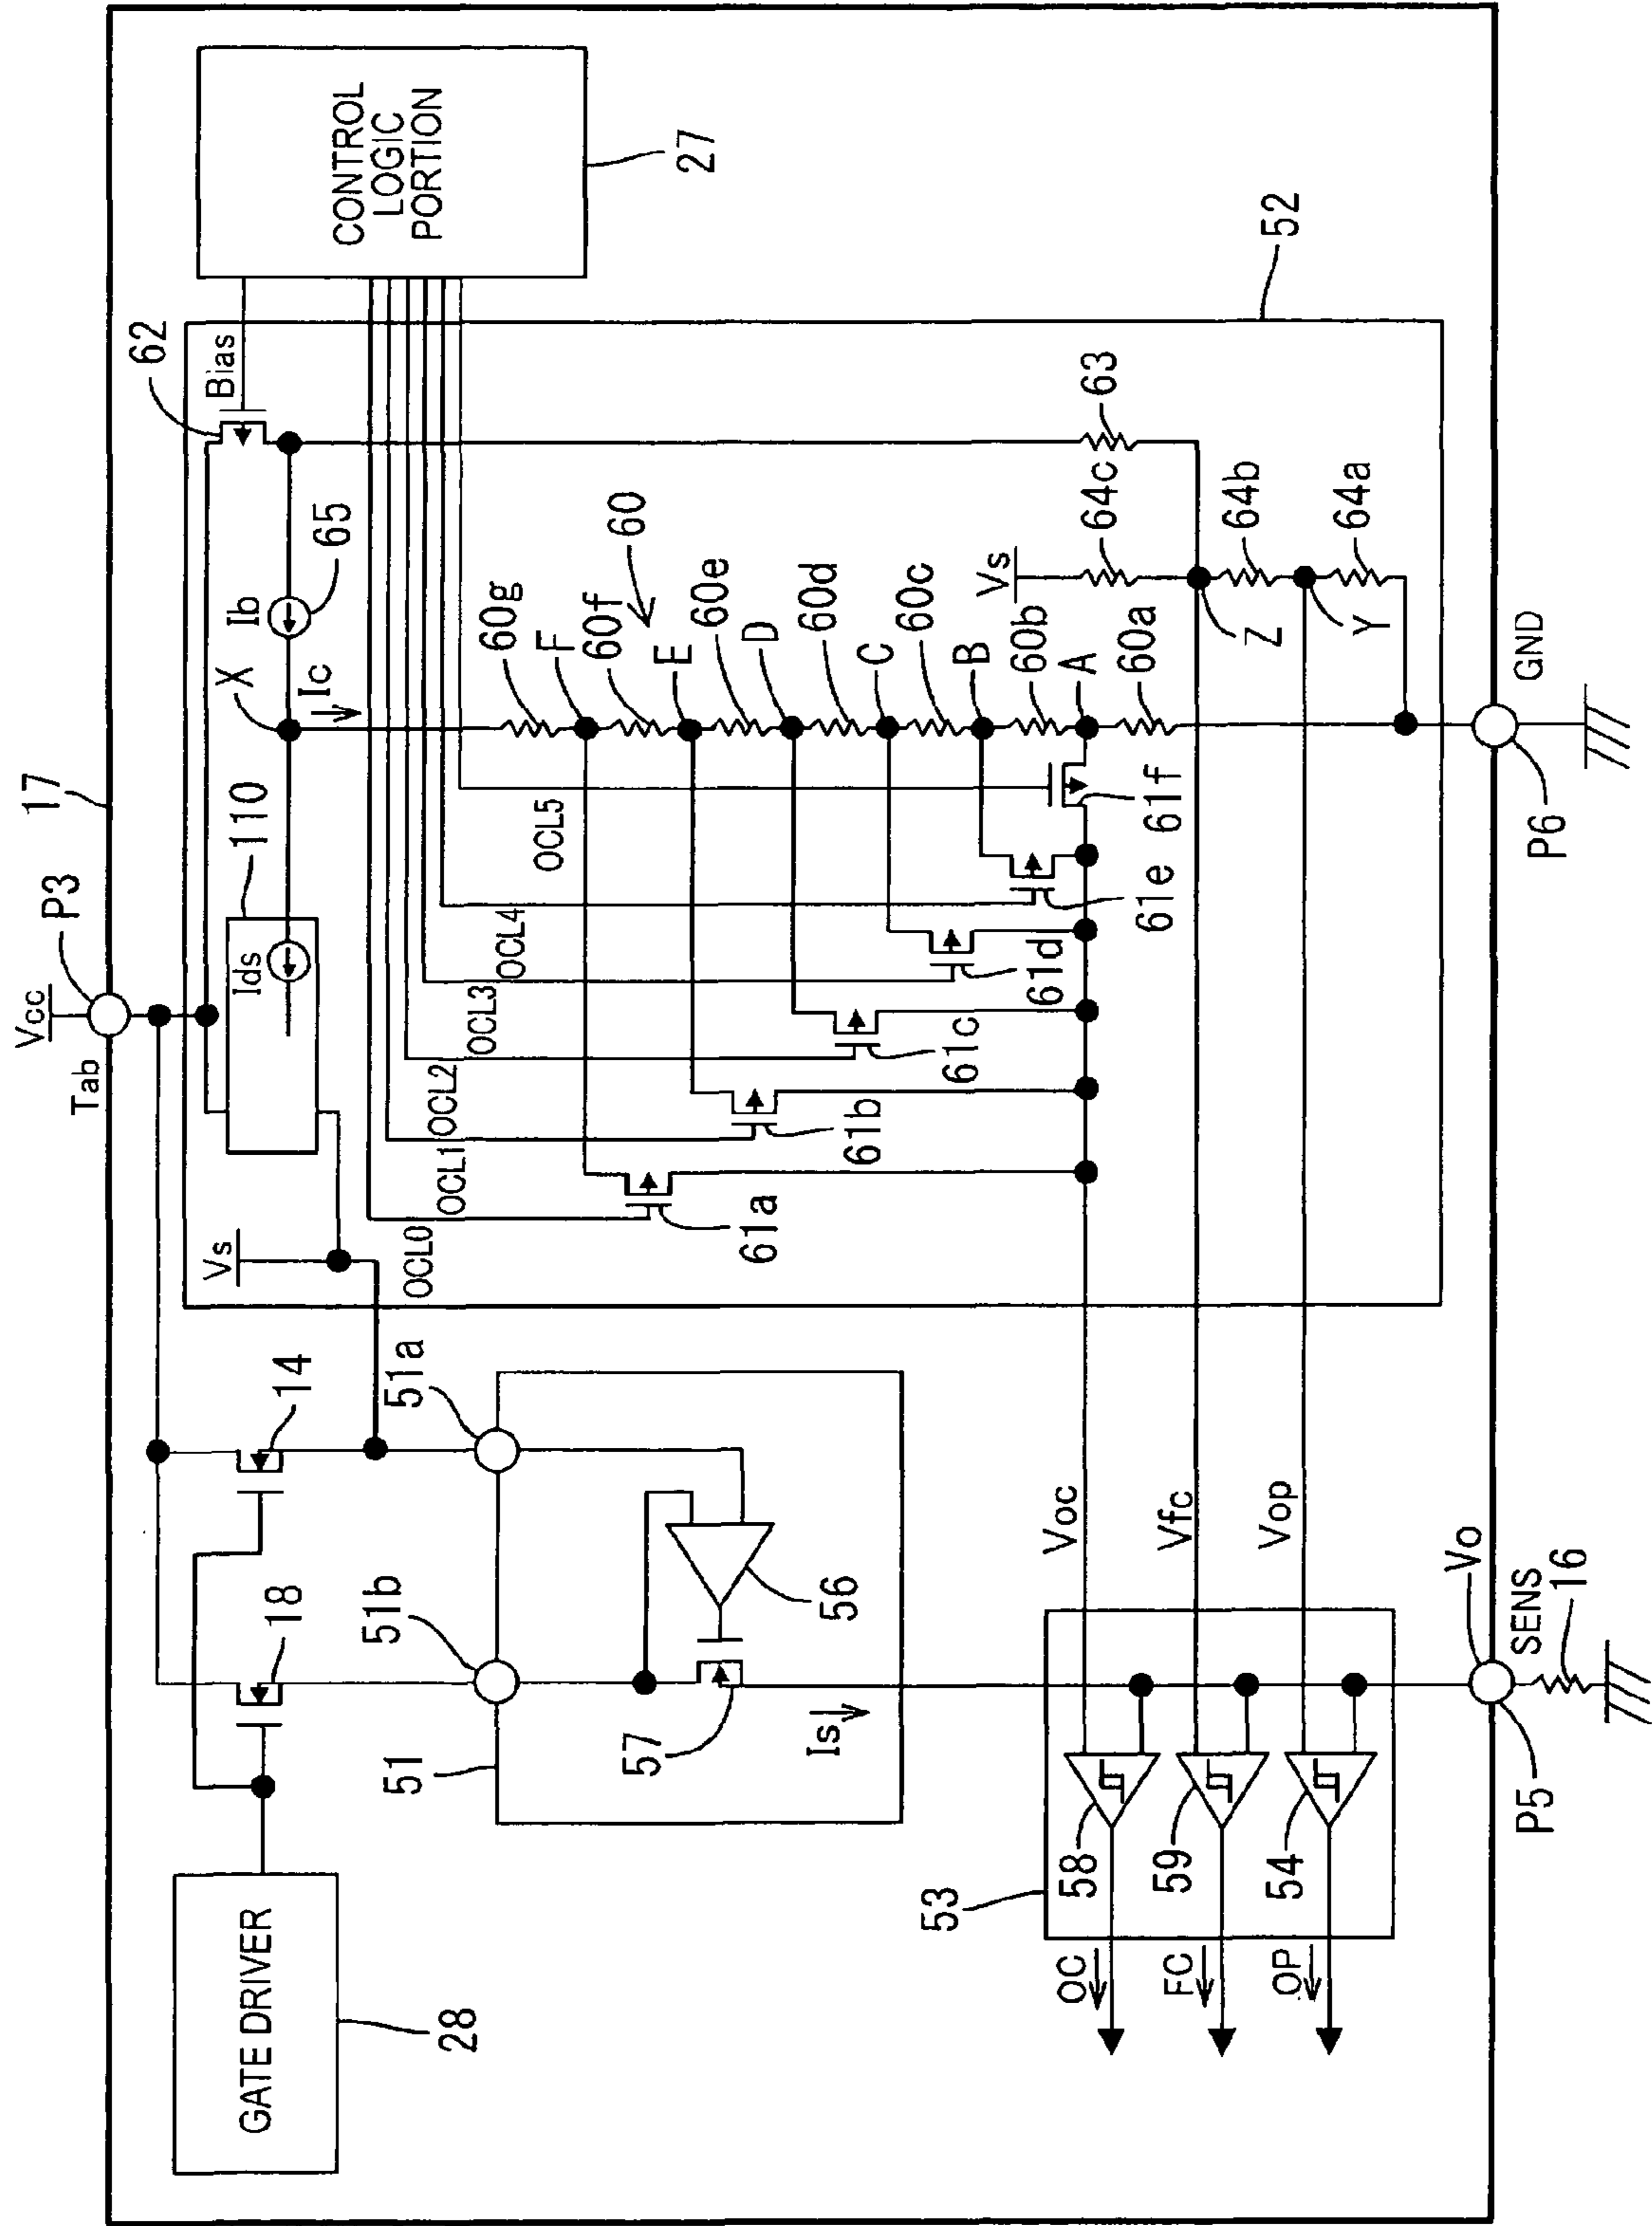 17
Vcc
P3
Tab
110
Ids
X
Ib
65
Ic
62
Bias
CONTROL
LOGIC
PORTION
27
52
Vs
14
18
51a
51b
51
56
57
Is
GATE DRIVER
28
OCL0
OCL1
OCL2
OCL3
OCL4
OCL5
61a
61b
61c
61d
61e
61f
60
60g
F
60f
E
60e
D
60d
C
60c
B
60b
A
60a
Vs
63
64c
64b
64a
Z
Y
Voc
Vfc
Vop
53
58
59
54
OC
FC
OP
Vo
SENS
16
P5
P6
GND